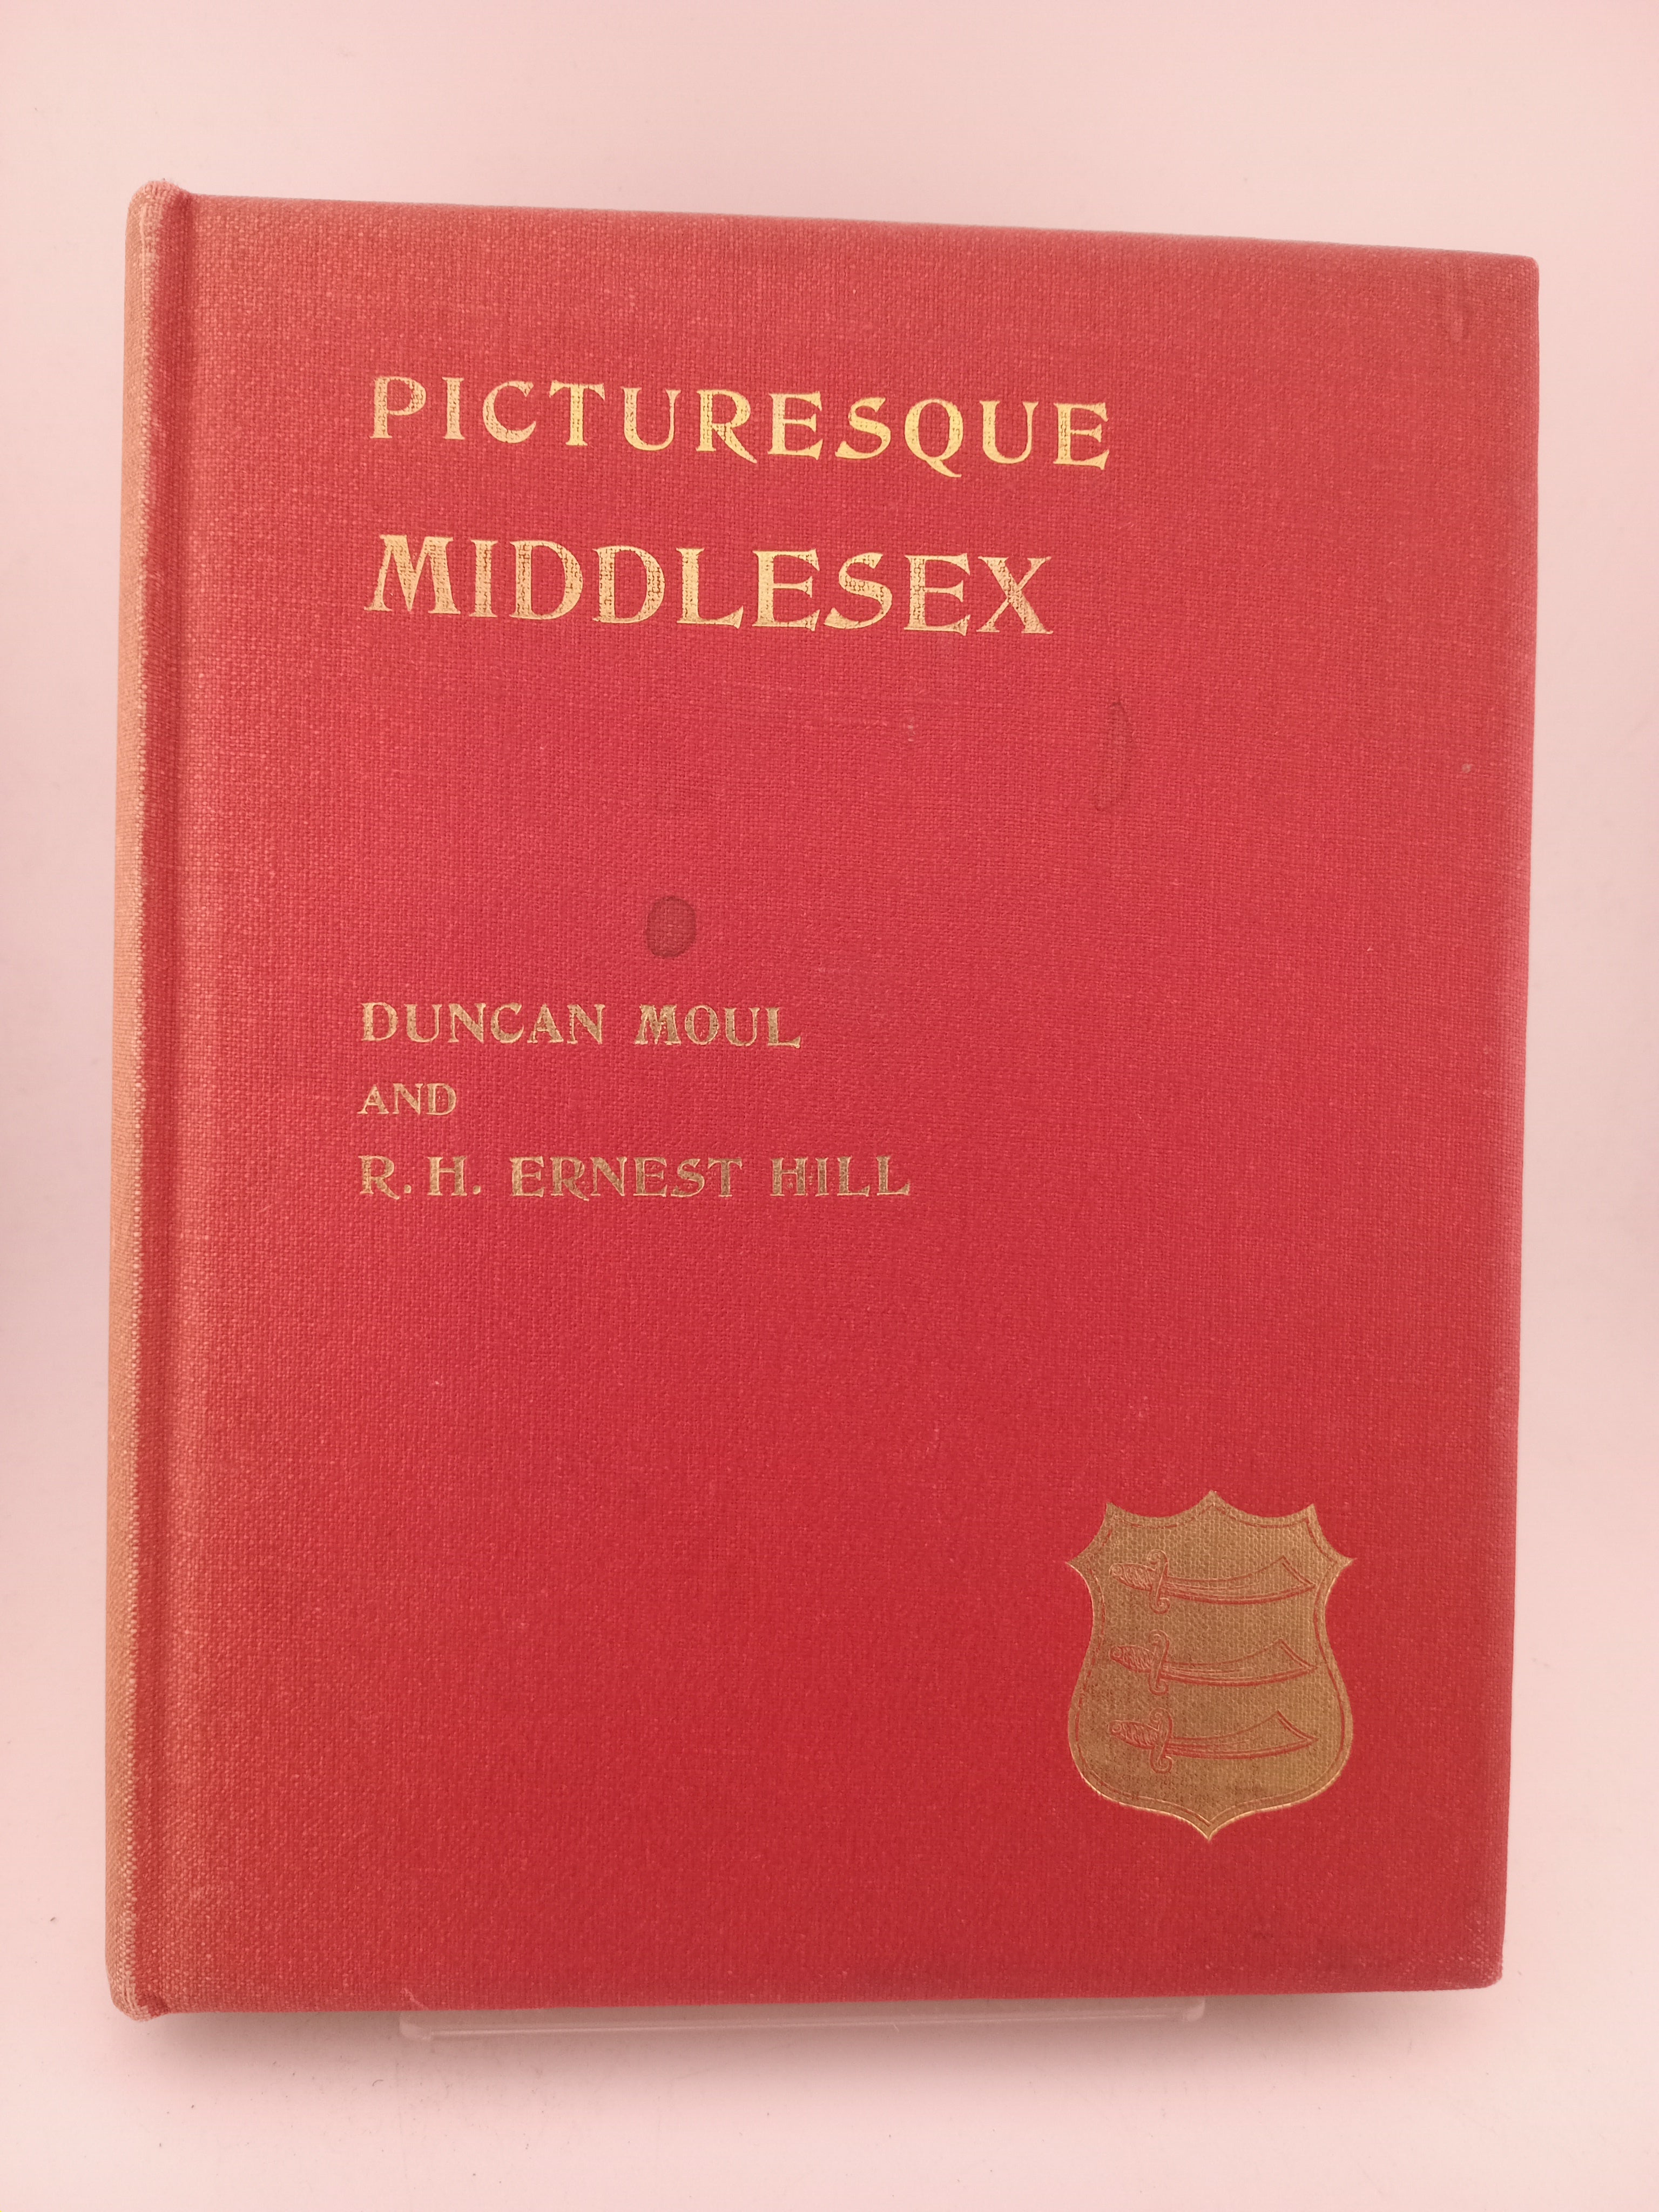 PICTURESQUE
MIDDLESEX
DUNCAN MOUL
AND
R. H. ERNEST HILL